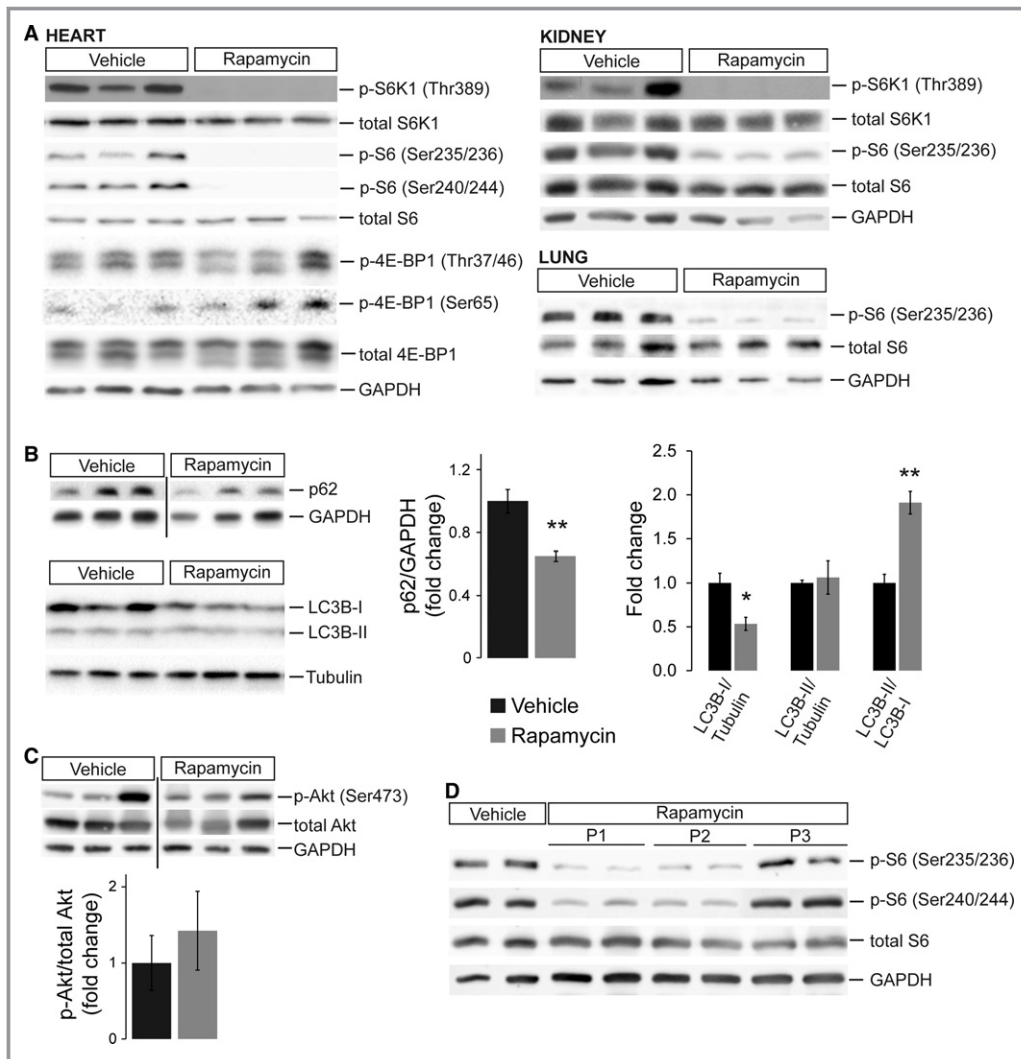 A HEART
Vehicle Rapamycin
p-S6K1 (Thr389)
total S6K1
p-S6 (Ser235/236)
p-S6 (Ser240/244)
total S6
p-4E-BP1 (Thr37/46)
p-4E-BP1 (Ser65)
total 4E-BP1
GAPDH
KIDNEY
Vehicle Rapamycin
p-S6K1 (Thr389)
total S6K1
p-S6 (Ser235/236)
total S6
GAPDH
LUNG
Vehicle Rapamycin
p-S6 (Ser235/236)
total S6
GAPDH
B
Vehicle Rapamycin
p62
GAPDH
Vehicle Rapamycin
LC3B-I
LC3B-II
Tubulin
p62/GAPDH
(fold change)
1.2
0.8
0.4
0
**
Vehicle
Rapamycin
Fold change
2.5
2.0
1.5
1.0
0.5
0.0
*
**
LC3B-I/
Tubulin
LC3B-II/
Tubulin
LC3B-II/
LC3B-I
C
Vehicle Rapamycin
p-Akt (Ser473)
total Akt
GAPDH
p-Akt/total Akt
(fold change)
2
1
0
D
Vehicle Rapamycin
P1 P2 P3
p-S6 (Ser235/236)
p-S6 (Ser240/244)
total S6
GAPDH